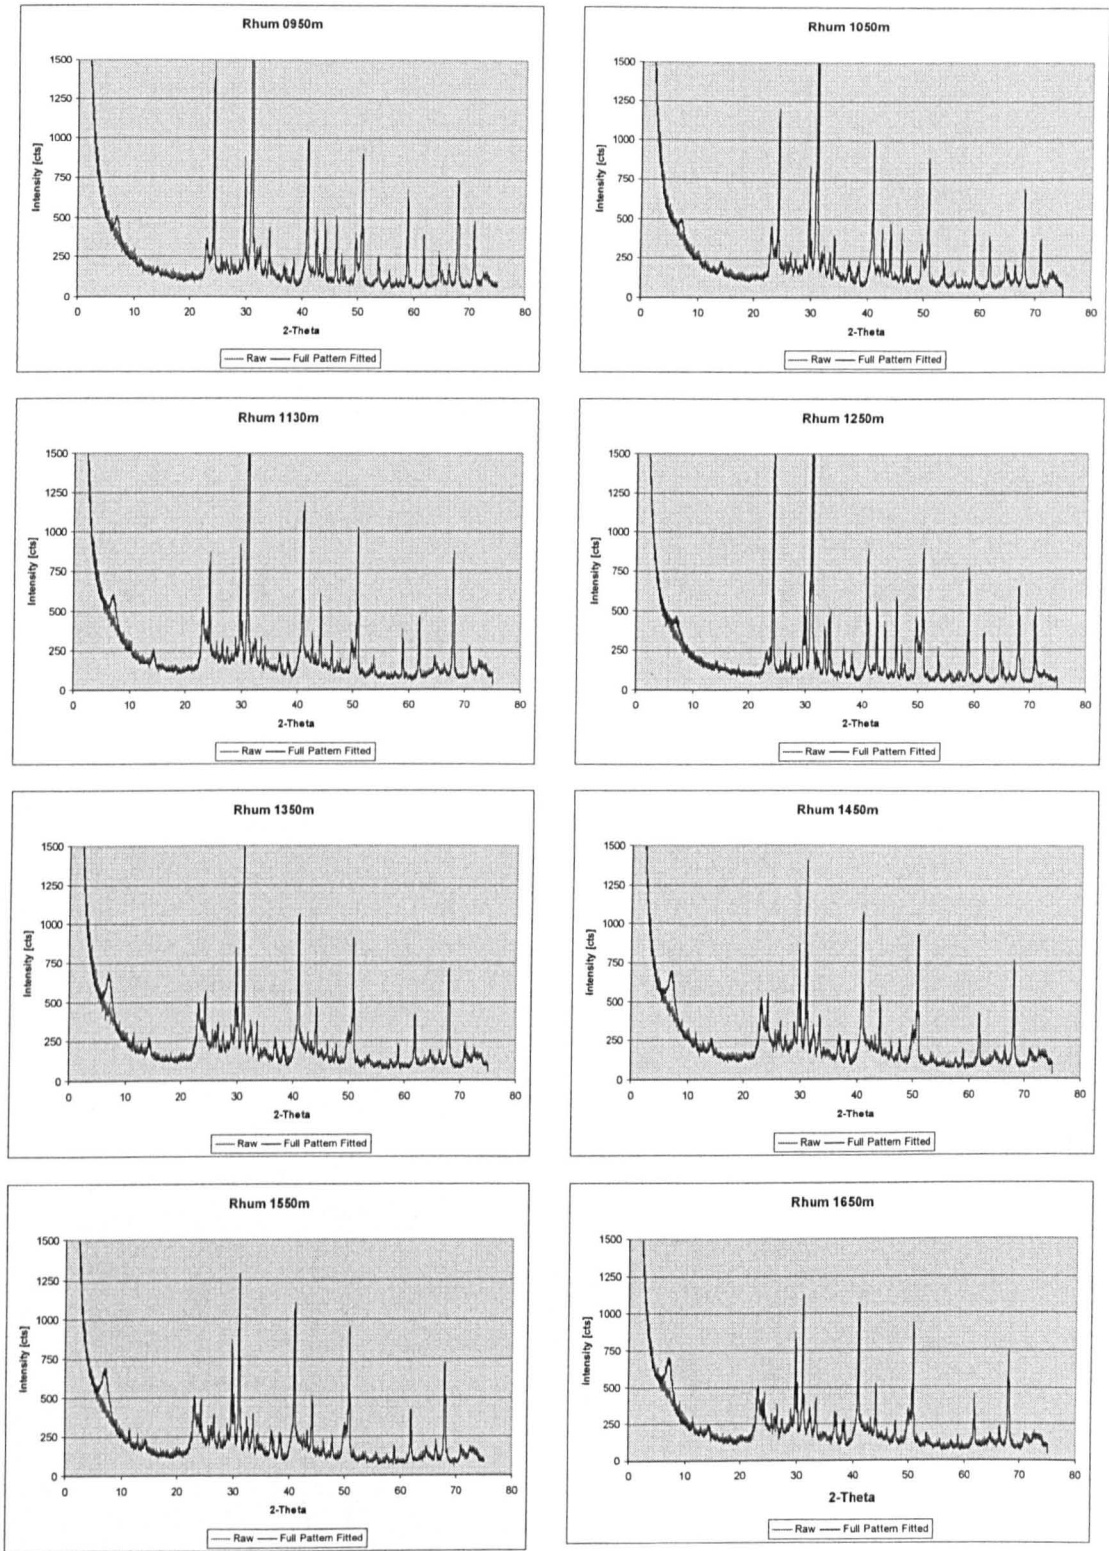 Rhum 0950m
Intensity [cts]
1500
1250
1000
750
500
250
0
0 10 20 30 40 50 60 70 80
2-Theta
Raw Full Pattern Fitted
Rhum 1050m
Intensity [cts]
1500
1250
1000
750
500
250
0
0 10 20 30 40 50 60 70 80
2-Theta
Raw Full Pattern Fitted
Rhum 1130m
Intensity [cts]
1500
1250
1000
750
500
250
0
0 10 20 30 40 50 60 70 80
2-Theta
Raw Full Pattern Fitted
Rhum 1250m
Intensity [cts]
1500
1250
1000
750
500
250
0
0 10 20 30 40 50 60 70 80
2-Theta
Raw Full Pattern Fitted
Rhum 1350m
Intensity [cts]
1500
1250
1000
750
500
250
0
0 10 20 30 40 50 60 70 80
2-Theta
Raw Full Pattern Fitted
Rhum 1450m
Intensity [cts]
1500
1250
1000
750
500
250
0
0 10 20 30 40 50 60 70 80
2-Theta
Raw Full Pattern Fitted
Rhum 1550m
Intensity [cts]
1500
1250
1000
750
500
250
0
0 10 20 30 40 50 60 70 80
2-Theta
Raw Full Pattern Fitted
Rhum 1650m
Intensity [cts]
1500
1250
1000
750
500
250
0
0 10 20 30 40 50 60 70 80
2-Theta
Raw Full Pattern Fitted